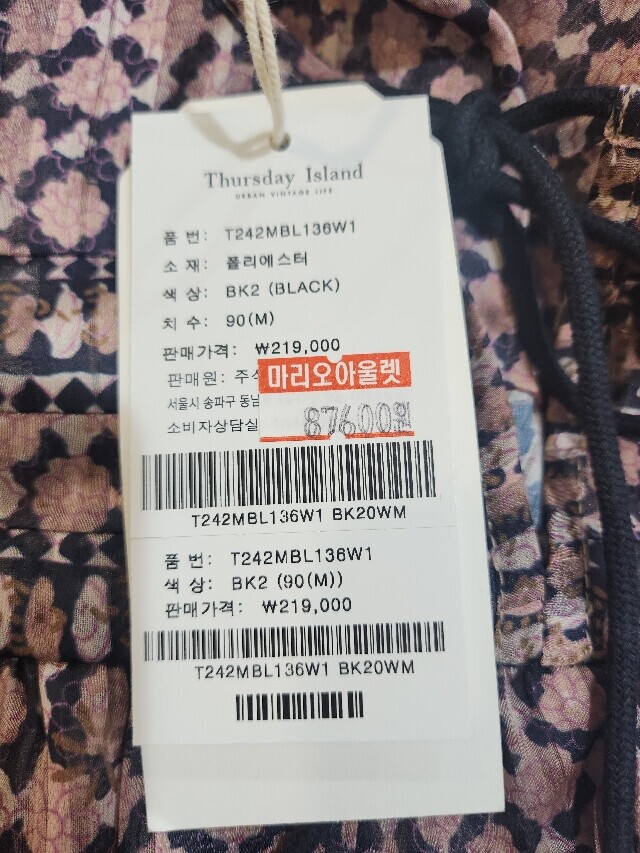 Thursday Island
URBAN VINTAGE LIFE
품 번: T242MBL136W1
소 재: 폴리에스터
색 상: BK2 (BLACK)
치 수: 90(M)
판매가격: ₩219,000
판매원: 주식
마리오아울렛
서울시 송파구 동남
87600원
소비자상담실
T242MBL136W1 BK20WM
품 번: T242MBL136W1
색 상: BK2 (90(M))
판매가격: ₩219,000
T242MBL136W1 BK20WM